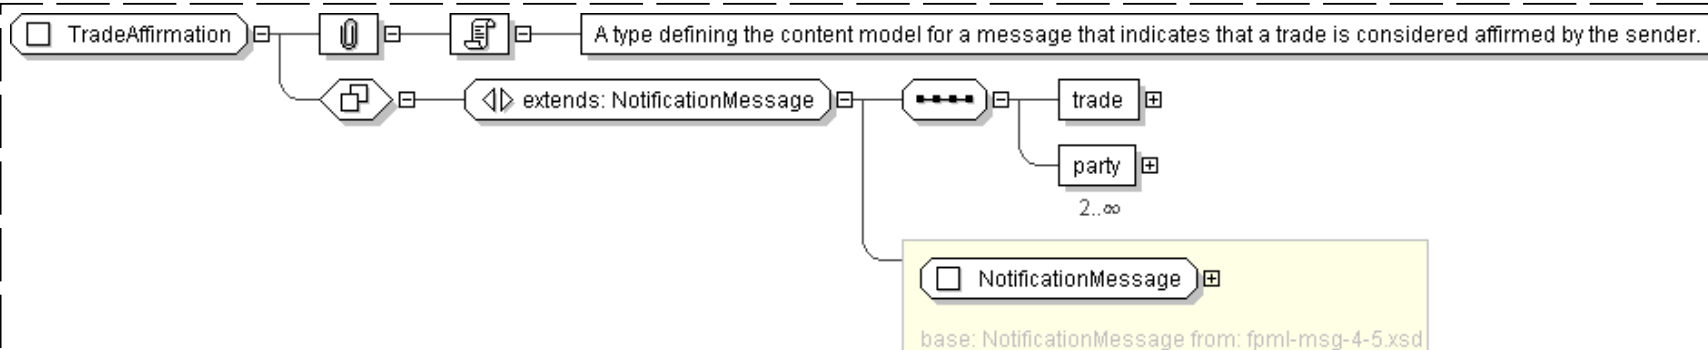 TradeAffirmation
A type defining the content model for a message that indicates that a trade is considered affirmed by the sender.
extends: NotificationMessage
trade
party
2..∞
NotificationMessage
base: NotificationMessage from: fpml-msg-4-5.xsd